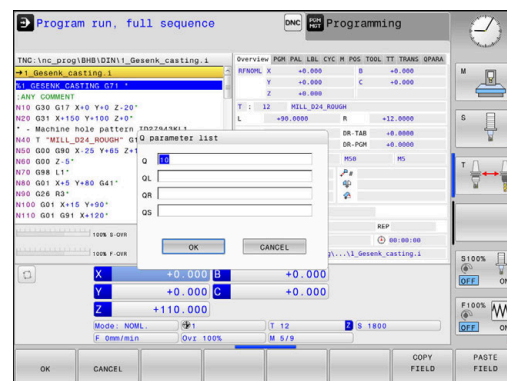 Program run, full sequence
DNC
PGM MGT
Programming
TNC:\nc_prog\BHB\DIN\1_Gesenk_casting.i
→1_Gesenk_casting.i
%1_GESENK_CASTING G71 *
;ANY COMMENT
N10 G30 G17 X+0 Y+0 Z-20*
N20 G31 X+150 Y+100 Z+0*
* - Machine hole pattern ID27943KL1
N40 T "MILL_D24_ROUGH" G1
N50 G00 G90 X-25 Y+65 Z+1
N60 G00 Z-5*
N70 G98 L1*
N80 G01 X+5 Y+80 G41*
N90 G26 R3*
N100 G01 X+15 Y+90*
N110 G01 G91 X+120*
100% S-OVR
100% F-OVR
Overview PGM PAL LBL CYC M POS TOOL TT TRANS QPARA
RFNOML X +0.000 B +0.000
Y +0.000 C +0.000
Z +0.000
T : 12 MILL_D24_ROUGH
L +90.0000 R +12.0000
DR-TAB +0.0000
DR-PGM +0.0000
M50 M5
REP
00:00:00
\1_Gesenk_casting.i
Q parameter list
Q 10
QL
QR
QS
OK CANCEL
X +0.000 B +0.000
Y +0.000 C +0.000
Z +110.000
Mode: NOML. 1 T 12 Z S 1800
F 0mm/min Ovr 100% M 5/9
M
S
T
S100%
OFF ON
F100%
OFF ON
OK
CANCEL
COPY FIELD
PASTE FIELD